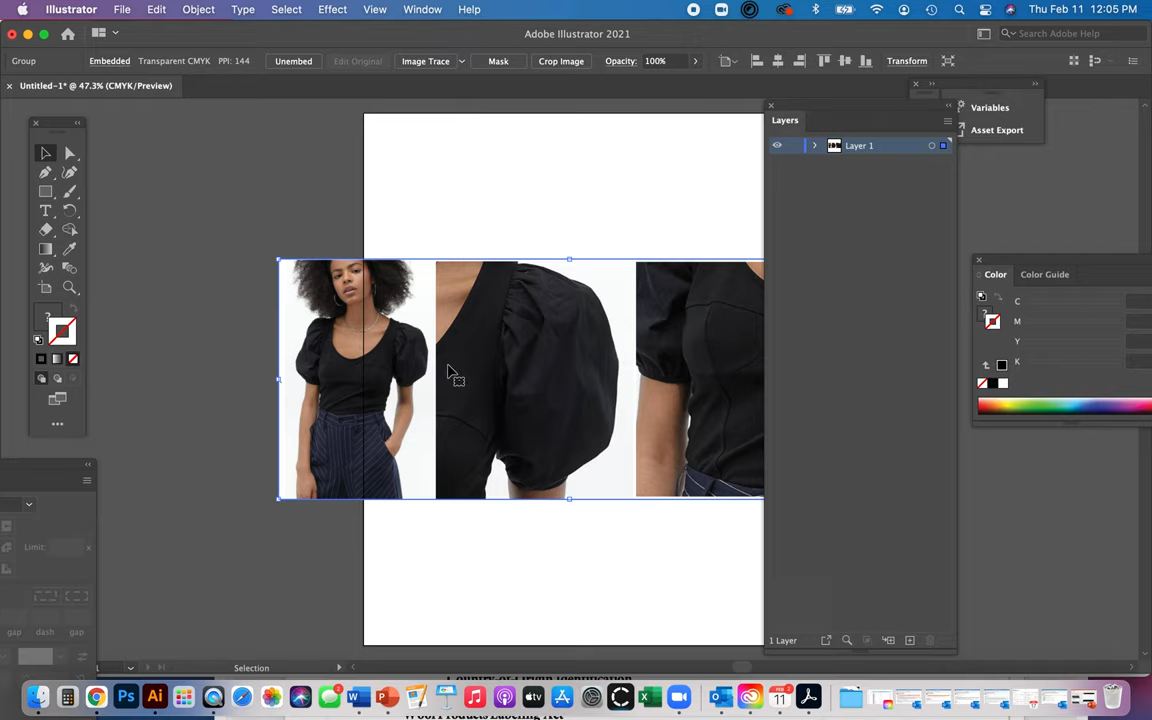 Illustrator File Edit Object Type Select Effect View Window Help Thu Feb 11 12:05 PM
Adobe Illustrator 2021 Search Adobe Help
Group Embedded Transparent CMYK PPI: 144 Unembed Edit Original Image Trace Mask Crop Image Opacity: 100% Transform
Untitled-1* @ 47.3% (CMYK/Preview)
Variables
Layers
Asset Export
Layer 1
Color Color Guide
C
M
Y
K
Limit:
gap dash gap
1 Layer
Selection
Country-of-Origin Identification
Wool Products Labeling Act